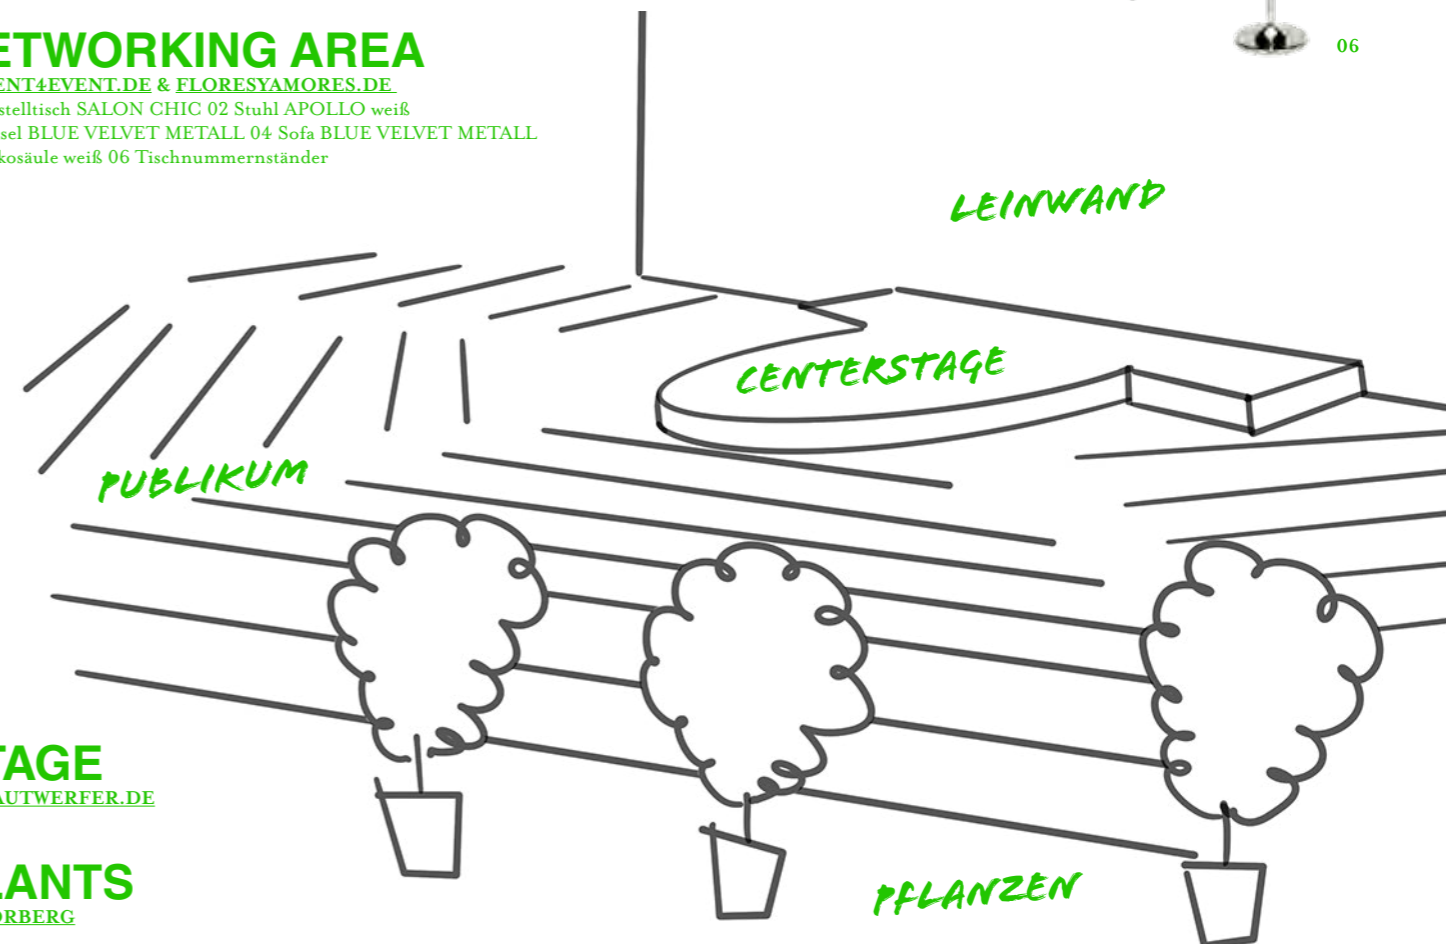 ETWORKING AREA
ENT4EVENT.DE & FLORESYAMORES.DE
stelltisch SALON CHIC 02 Stuhl APOLLO weiß
sel BLUE VELVET METALL 04 Sofa BLUE VELVET METALL
kosäule weiß 06 Tischnummernständer
06
LEINWAND
CENTERSTAGE
PUBLIKUM
TAGE
AUTWERFER.DE
LANTS
ORBERG
PFLANZEN